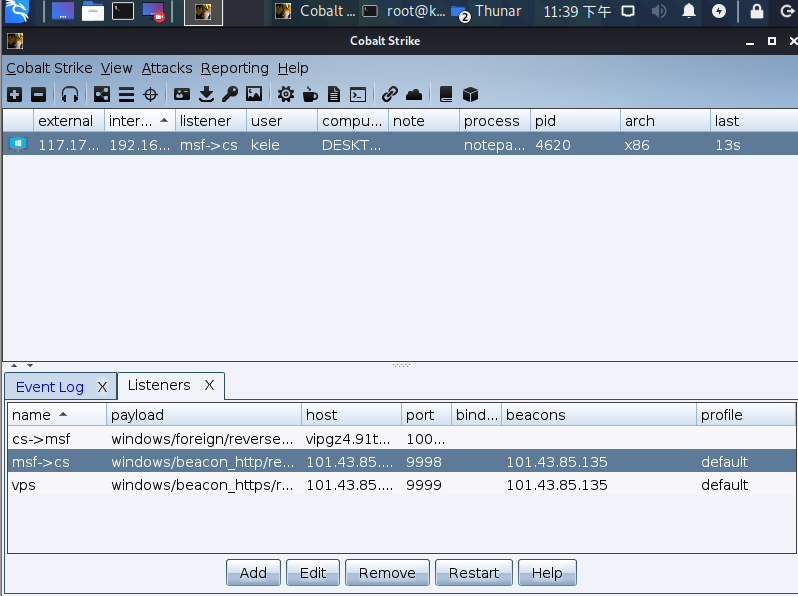 Cobalt ... root@k... 2 Thunar 11:39 下午
Cobalt Strike
Cobalt Strike View Attacks Reporting Help
external inter... listener user compu... note process pid arch last
117.17... 192.16... msf->cs kele DESKT... notepa... 4620 x86 13s
Event Log X Listeners X
name payload host port bind... beacons profile
cs->msf windows/foreign/reverse... vipgz4.91t... 100...
msf->cs windows/beacon_http/re... 101.43.85.... 9998 101.43.85.135 default
vps windows/beacon_https/r... 101.43.85.... 9999 101.43.85.135 default
Add Edit Remove Restart Help